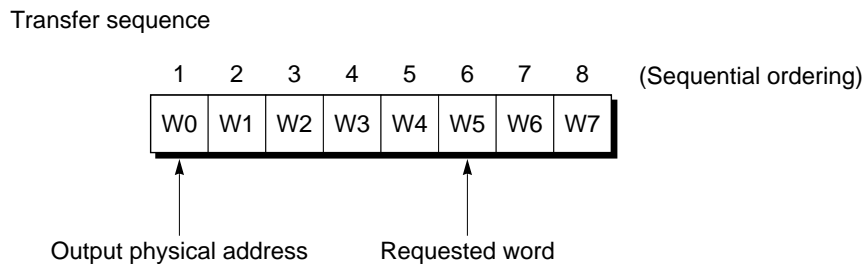 Transfer sequence
1 2 3 4 5 6 7 8 (Sequential ordering)
W0 W1 W2 W3 W4 W5 W6 W7
Output physical address Requested word